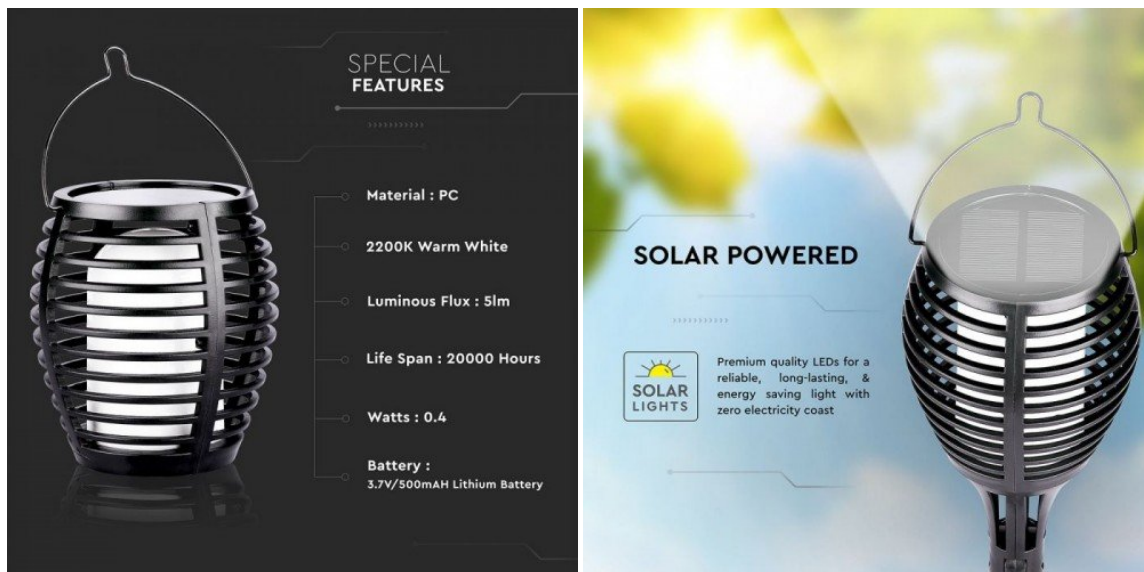 SPECIAL
FEATURES
Material : PC
2200K Warm White
Luminous Flux : 5lm
Life Span : 20000 Hours
Watts : 0.4
Battery :
3.7V/500mAH Lithium Battery
SOLAR POWERED
SOLAR
LIGHTS
Premium quality LEDs for a
reliable, long-lasting, &
energy saving light with
zero electricity coast